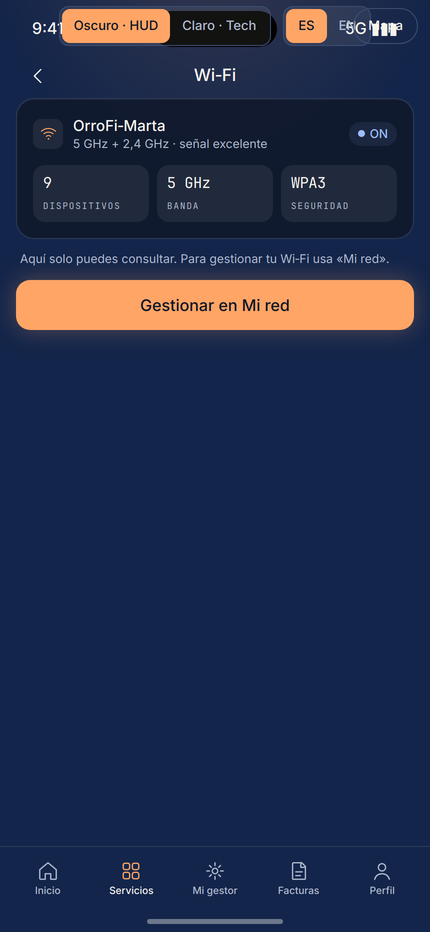 9:41
Oscuro · HUD
Claro · Tech
ES
EN
Mapa
5G
Wi-Fi
OrroFi-Marta
5 GHz + 2,4 GHz · señal excelente
ON
9
DISPOSITIVOS
5 GHz
BANDA
WPA3
SEGURIDAD
Aquí solo puedes consultar. Para gestionar tu Wi-Fi usa «Mi red».
Gestionar en Mi red
Inicio
Servicios
Mi gestor
Facturas
Perfil